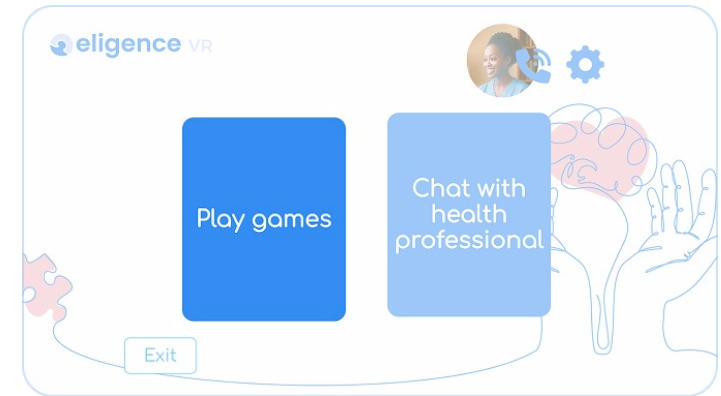 eligence VR
Play games
Chat with
health
professional
Exit